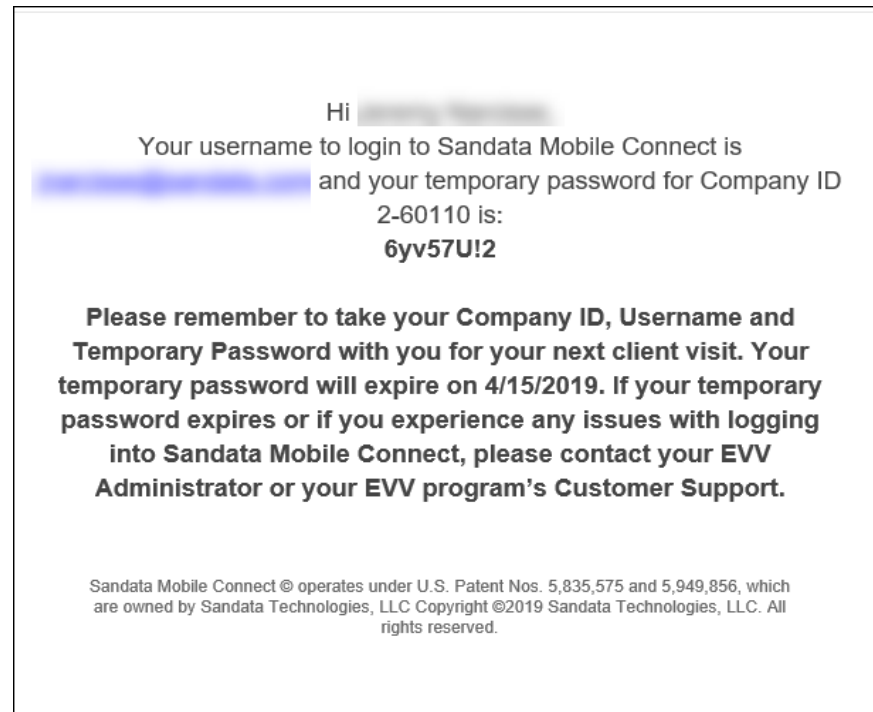 Hi
Your username to login to Sandata Mobile Connect is
and your temporary password for Company ID
2-60110 is:
6yv57U!2
Please remember to take your Company ID, Username and
Temporary Password with you for your next client visit. Your
temporary password will expire on 4/15/2019. If your temporary
password expires or if you experience any issues with logging
into Sandata Mobile Connect, please contact your EVV
Administrator or your EVV program's Customer Support.
Sandata Mobile Connect © operates under U.S. Patent Nos. 5,835,575 and 5,949,856, which
are owned by Sandata Technologies, LLC Copyright ©2019 Sandata Technologies, LLC. All
rights reserved.